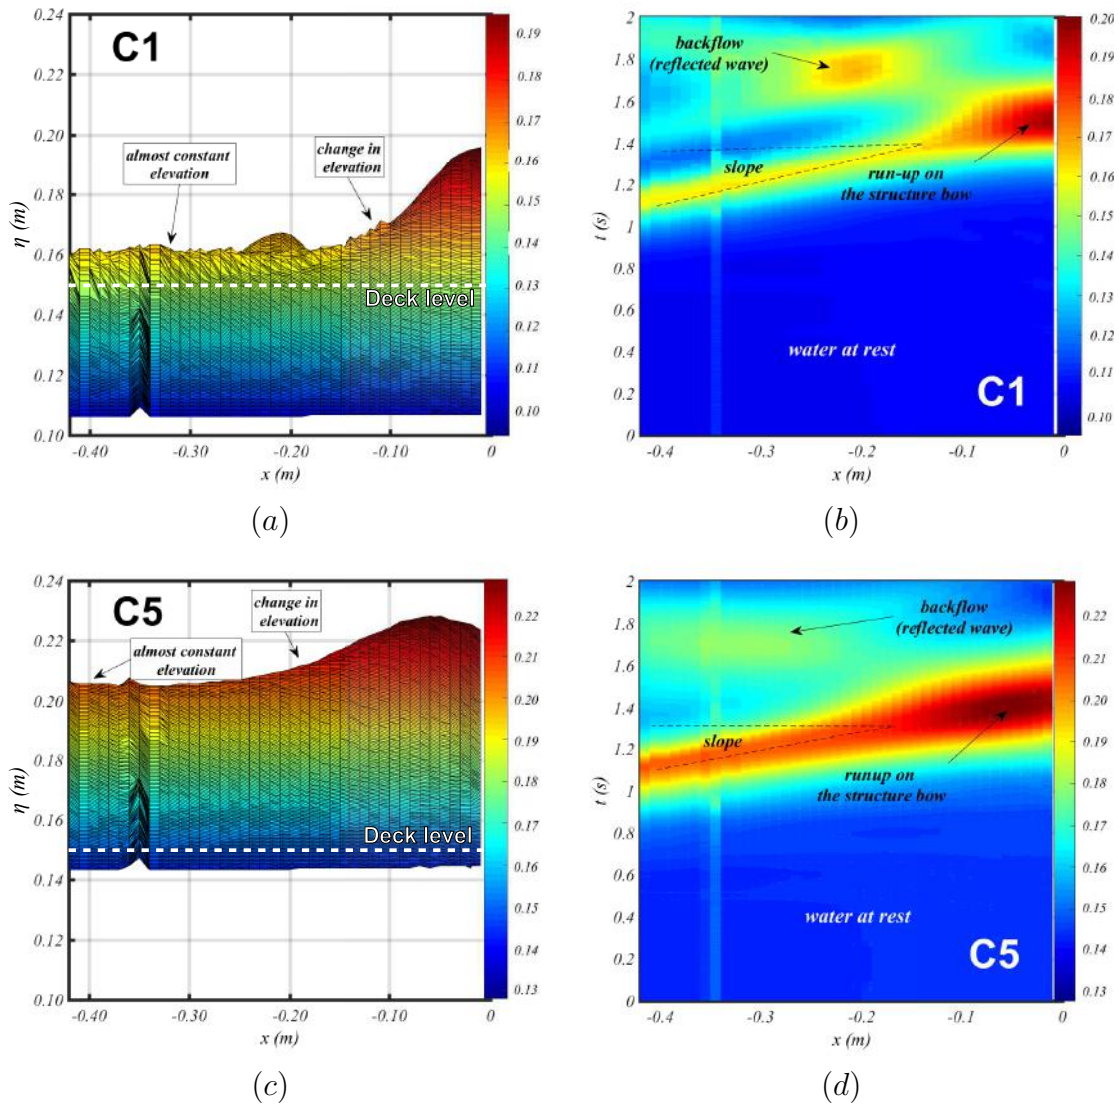 C1
almost constant
elevation
change in
elevation
Deck level
η (m)
0.24
0.22
0.20
0.18
0.16
0.14
0.12
0.10
-0.40
-0.30
-0.20
-0.10
0
x (m)
0.19
0.18
0.17
0.16
0.15
0.14
0.13
0.12
0.11
0.10
(a)
backflow
(reflected wave)
slope
run-up on
the structure bow
water at rest
C1
t (s)
2
1.8
1.6
1.4
1.2
1
0.8
0.6
0.4
0.2
0
-0.4
-0.3
-0.2
-0.1
0
x (m)
0.20
0.19
0.18
0.17
0.16
0.15
0.14
0.13
0.12
0.11
0.10
(b)
C5
change in
elevation
almost constant
elevation
Deck level
η (m)
0.24
0.22
0.20
0.18
0.16
0.14
0.12
0.10
-0.40
-0.30
-0.20
-0.10
0
x (m)
0.22
0.21
0.20
0.19
0.18
0.17
0.16
0.15
0.14
0.13
(c)
backflow
(reflected wave)
slope
runup on
the structure bow
water at rest
C5
t (s)
2
1.8
1.6
1.4
1.2
1
0.8
0.6
0.4
0.2
0
-0.4
-0.3
-0.2
-0.1
0
x (m)
0.22
0.21
0.20
0.19
0.18
0.17
0.16
0.15
0.14
0.13
(d)